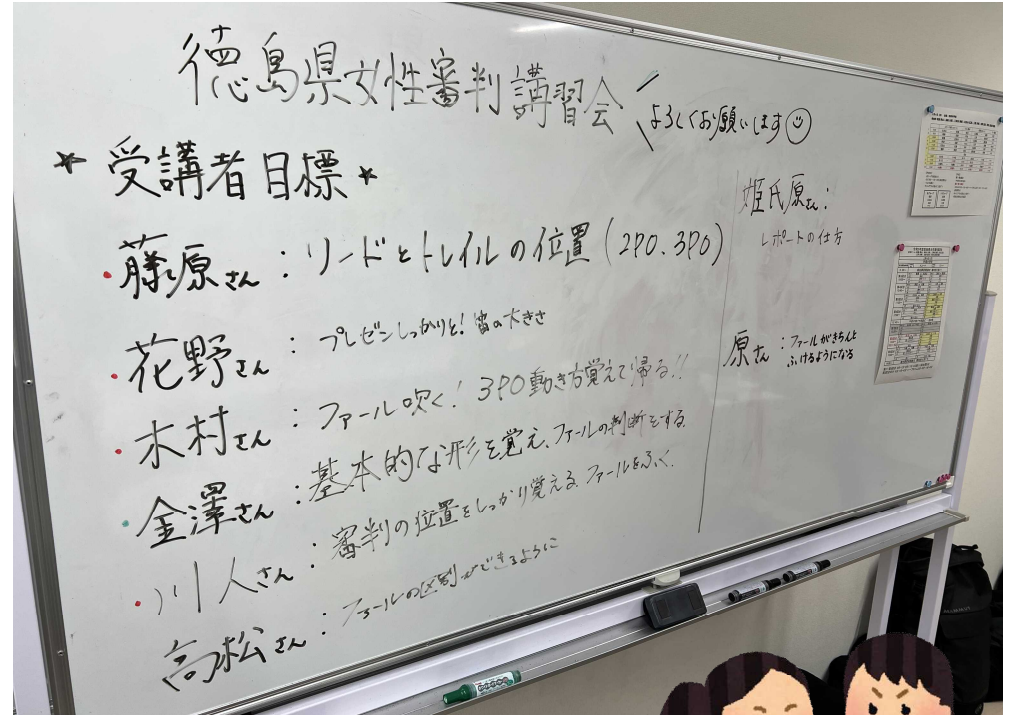 徳島県女性審判講習会
よろしくお願いします
★ 受講者目標 ★
・藤原さん：リードとトレイルの位置(2PO.3PO)
・花野さん：プレゼンしっかりと！笛の大きさ
・木村さん：ファール吹く！3PO動き方覚えて帰る!!
・金澤さん：基本的な形を覚え、ファールの判断をする
・川人さん：審判の位置をしっかり覚える、ファールをふく.
高松さん：ファールの区別ができるように
姫氏原さん：
レポートの仕方
原さん：ファールがきちんと
ふけるようになる